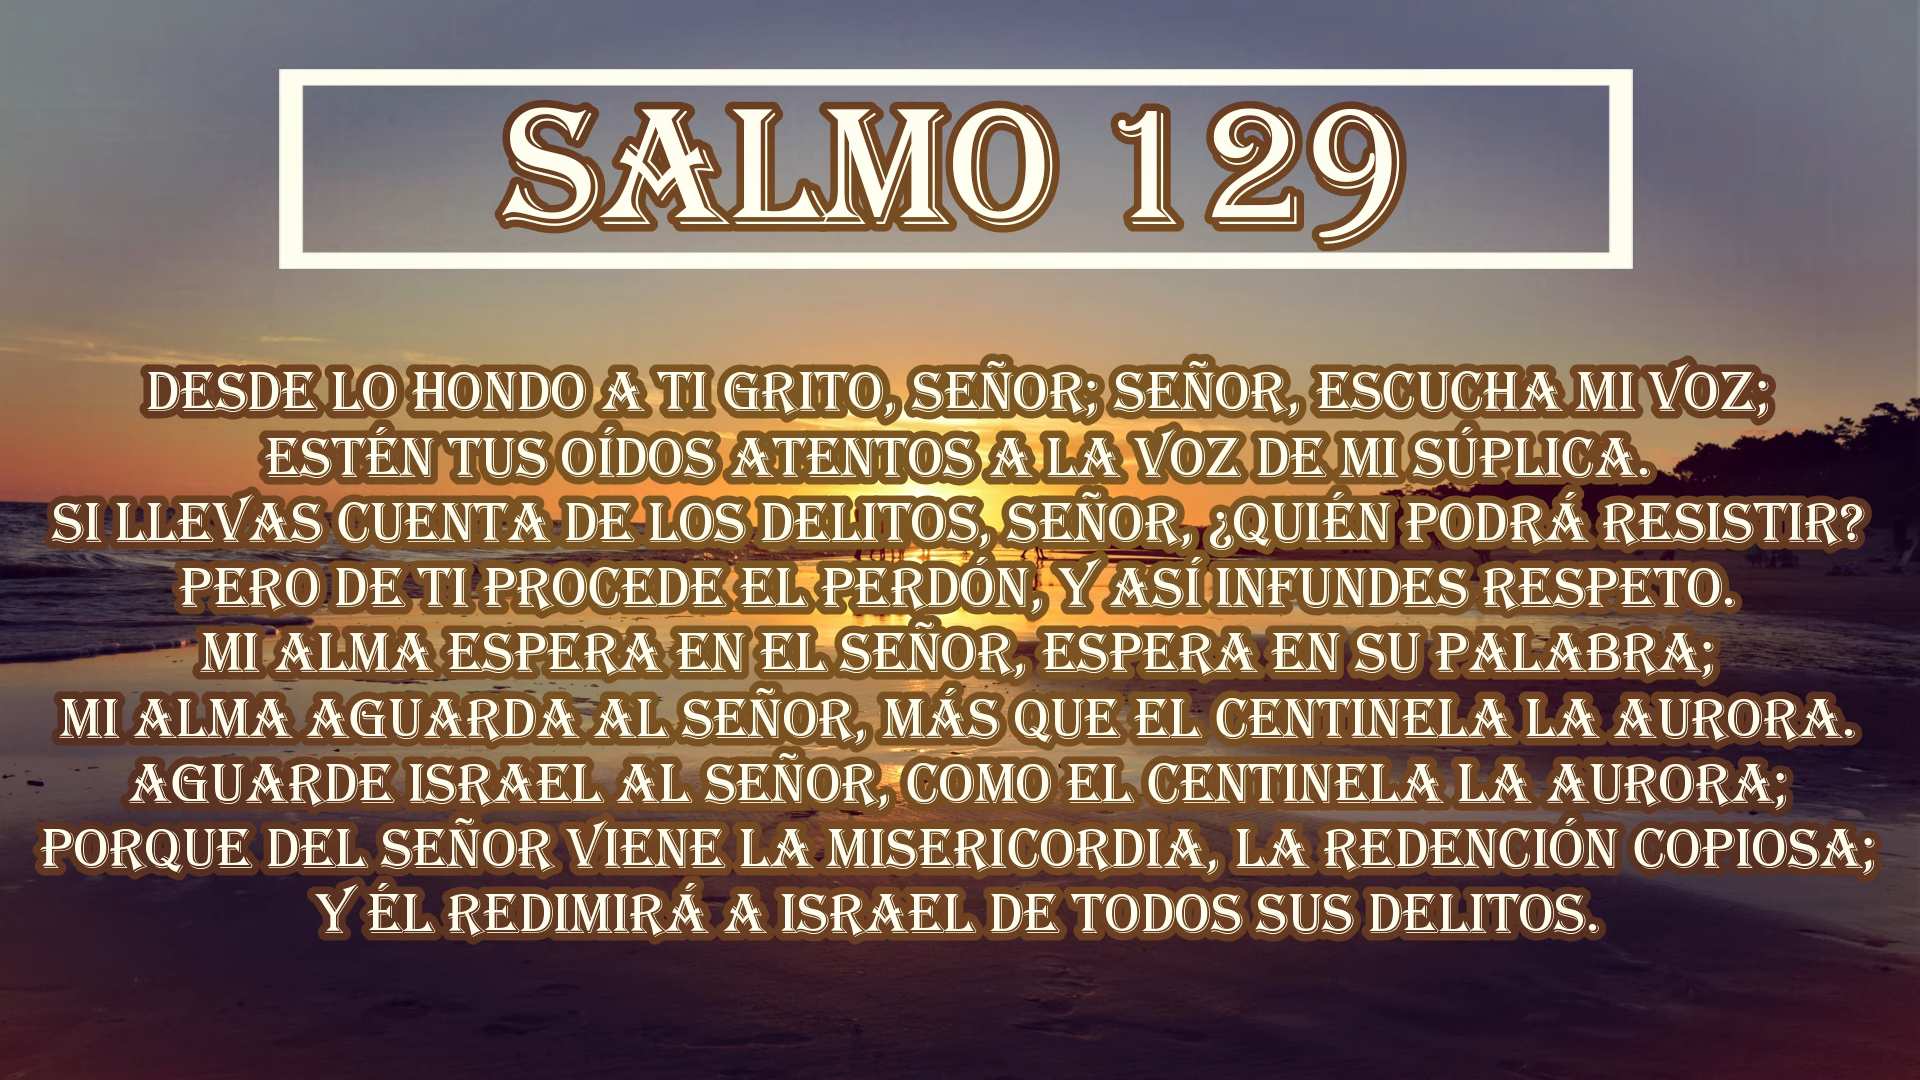 SALMO 129
DESDE LO HONDO A TI GRITO, SEÑOR; SEÑOR, ESCUCHA MI VOZ;
ESTÉN TUS OÍDOS ATENTOS A LA VOZ DE MI SÚPLICA.
SI LLEVAS CUENTA DE LOS DELITOS, SEÑOR, ¿QUIÉN PODRÁ RESISTIR?
PERO DE TI PROCEDE EL PERDÓN, Y ASÍ INFUNDES RESPETO.
MI ALMA ESPERA EN EL SEÑOR, ESPERA EN SU PALABRA;
MI ALMA AGUARDA AL SEÑOR, MÁS QUE EL CENTINELA LA AURORA.
AGUARDE ISRAEL AL SEÑOR, COMO EL CENTINELA LA AURORA;
PORQUE DEL SEÑOR VIENE LA MISERICORDIA, LA REDENCIÓN COPIOSA;
Y ÉL REDIMIRÁ A ISRAEL DE TODOS SUS DELITOS.